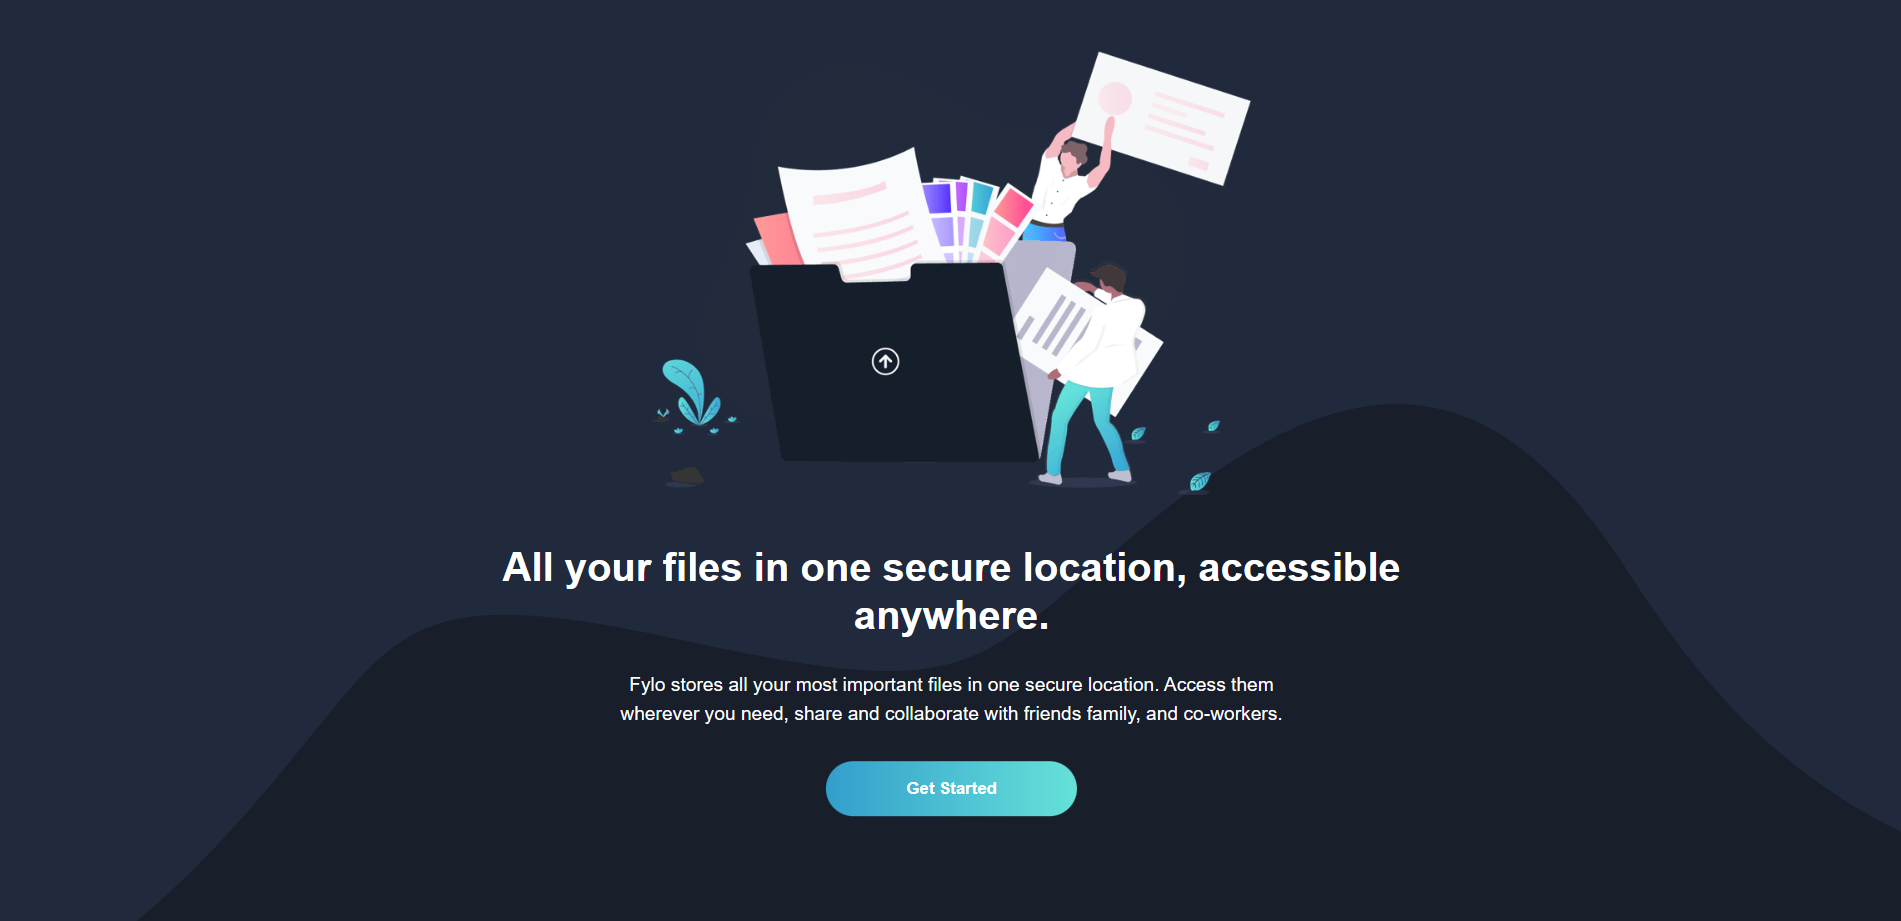 All your files in one secure location, accessible
anywhere.
Fylo stores all your most important files in one secure location. Access them
wherever you need, share and collaborate with friends family, and co-workers.
Get Started